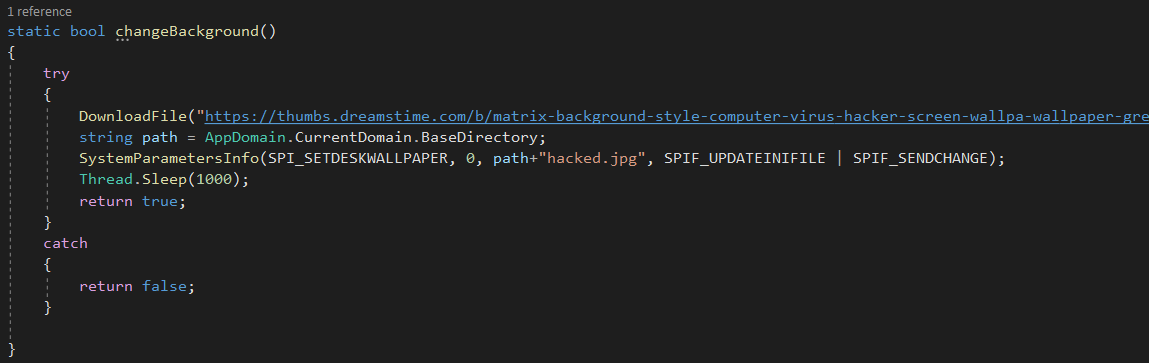 1 reference
static bool changeBackground()
{
try
{
DownloadFile("https://thumbs.dreamstime.com/b/matrix-background-style-computer-virus-hacker-screen-wallpa-wallpaper-gre
string path = AppDomain.CurrentDomain.BaseDirectory;
SystemParametersInfo(SPI_SETDESKWALLPAPER, 0, path+"hacked.jpg", SPIF_UPDATEINIFILE | SPIF_SENDCHANGE);
Thread.Sleep(1000);
return true;
}
catch
{
return false;
}
}